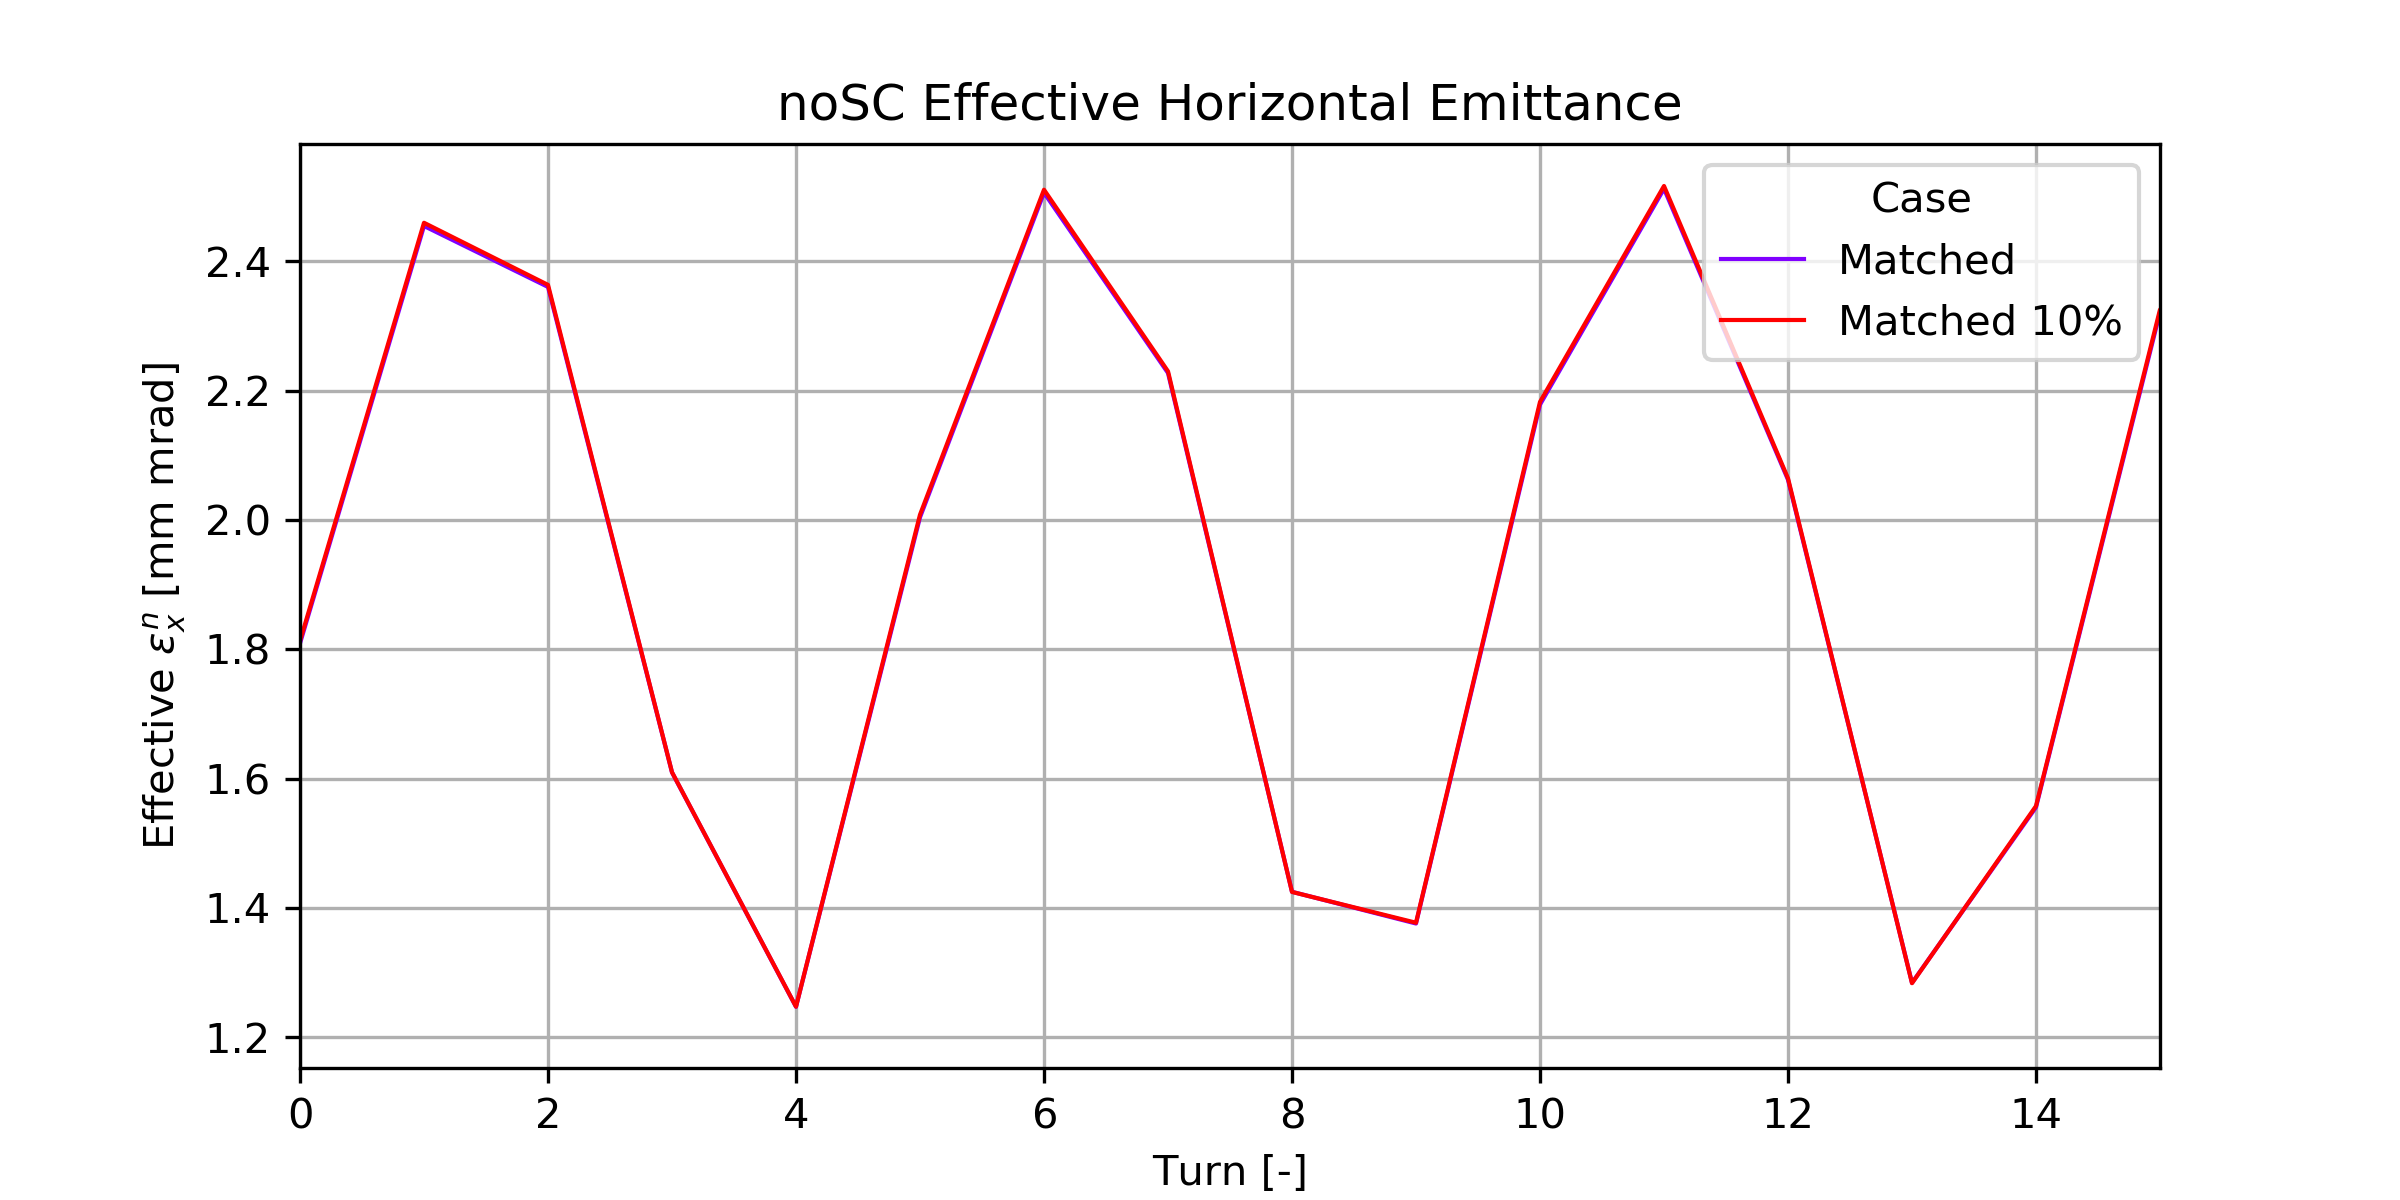 noSC Effective Horizontal Emittance
Effective εₓⁿ [mm mrad]
2.4
2.2
2.0
1.8
1.6
1.4
1.2
Case
Matched
Matched 10%
0 2 4 6 8 10 12 14
Turn [-]